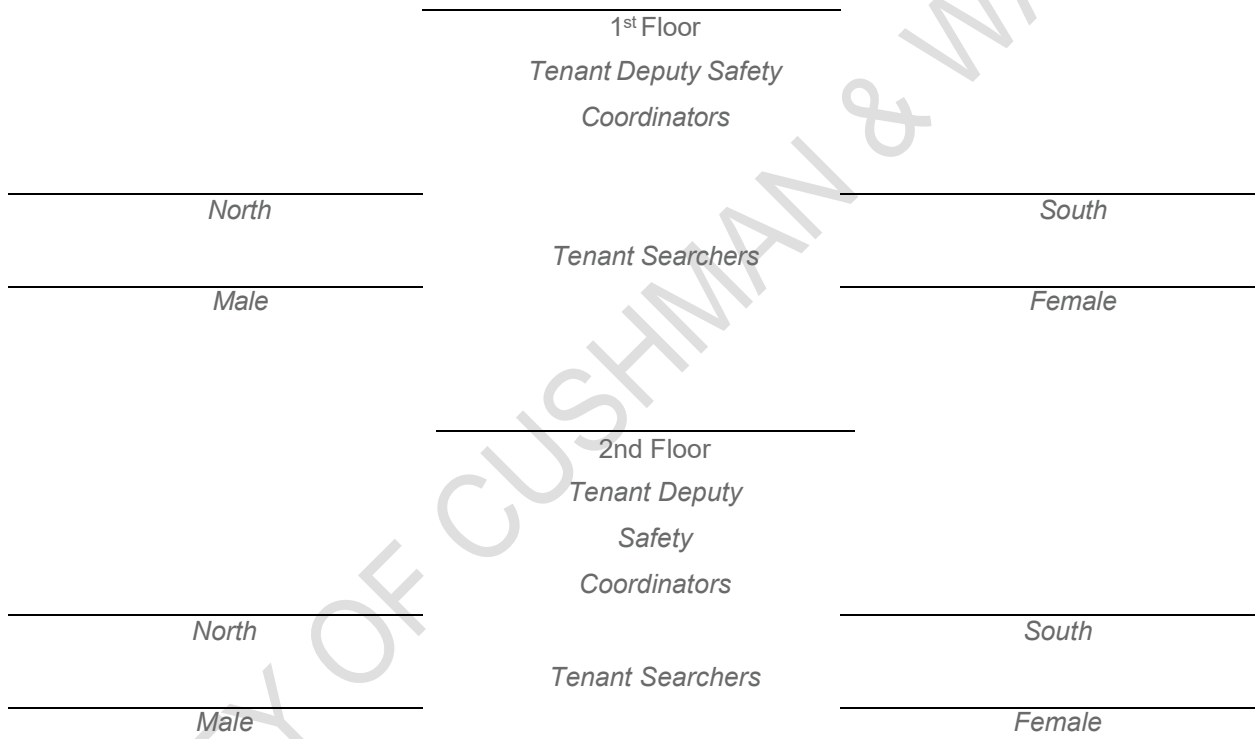 1st Floor
Tenant Deputy Safety
Coordinators
North South
Tenant Searchers
Male Female
2nd Floor
Tenant Deputy
Safety
Coordinators
North South
Tenant Searchers
Male Female
OF CUSHMAN &